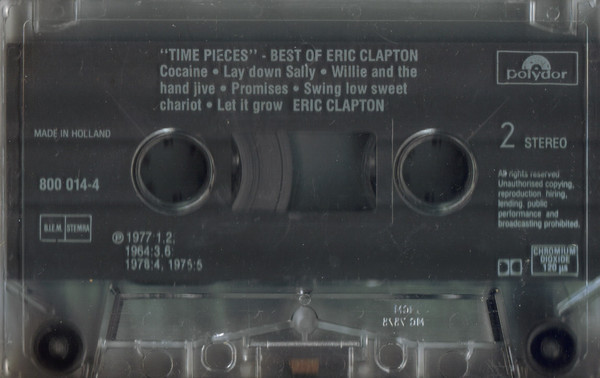 "TIME PIECES" - BEST OF ERIC CLAPTON
Cocaine • Lay down Sally • Willie and the
hand jive • Promises • Swing low sweet
chariot • Let it grow ERIC CLAPTON
polydor
MADE IN HOLLAND
2 STEREO
800 014-4
All rights reserved
Unauthorised copying,
reproduction hiring,
lending public
performance and
broadcasting prohibited.
B.I.E.M. STEMRA
℗ 1977 1.2,
1964:3,6
1978:4, 1975:5
CHROMIUM
DIOXIDE
120 µs